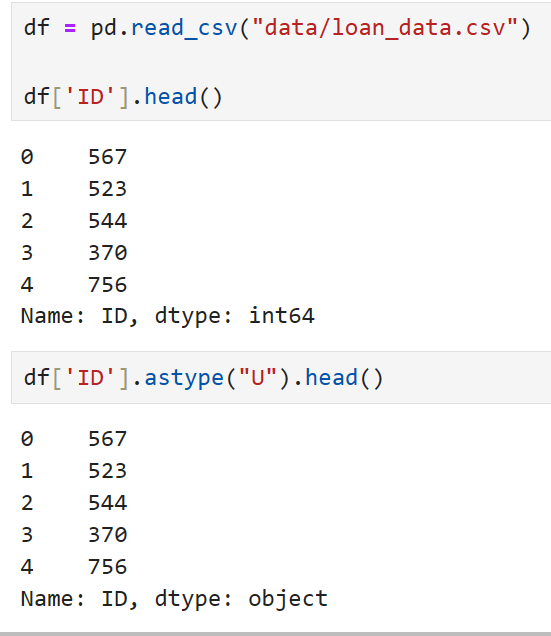 df = pd.read_csv("data/loan_data.csv")
df['ID'].head()
0    567
1    523
2    544
3    370
4    756
Name: ID, dtype: int64
df['ID'].astype("U").head()
0    567
1    523
2    544
3    370
4    756
Name: ID, dtype: object